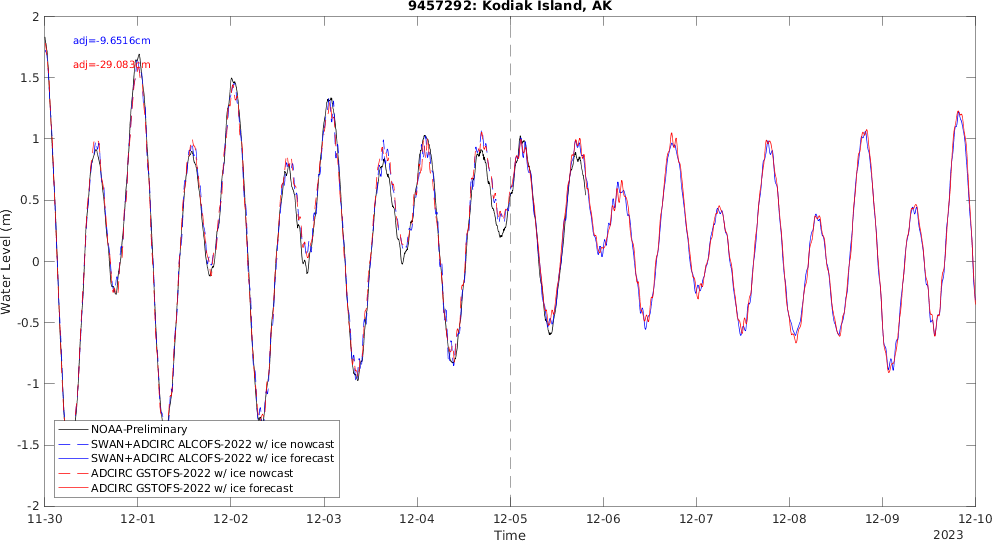 9457292: Kodiak Island, AK
adj=-9.6516cm
adj=-29.0831m
Water Level (m)
2
1.5
1
0.5
0
-0.5
-1
-1.5
-2
NOAA-Preliminary
SWAN+ADCIRC ALCOFS-2022 w/ ice nowcast
SWAN+ADCIRC ALCOFS-2022 w/ ice forecast
ADCIRC GSTOFS-2022 w/ ice nowcast
ADCIRC GSTOFS-2022 w/ ice forecast
11-30 12-01 12-02 12-03 12-04 12-05 12-06 12-07 12-08 12-09 12-10
Time
2023